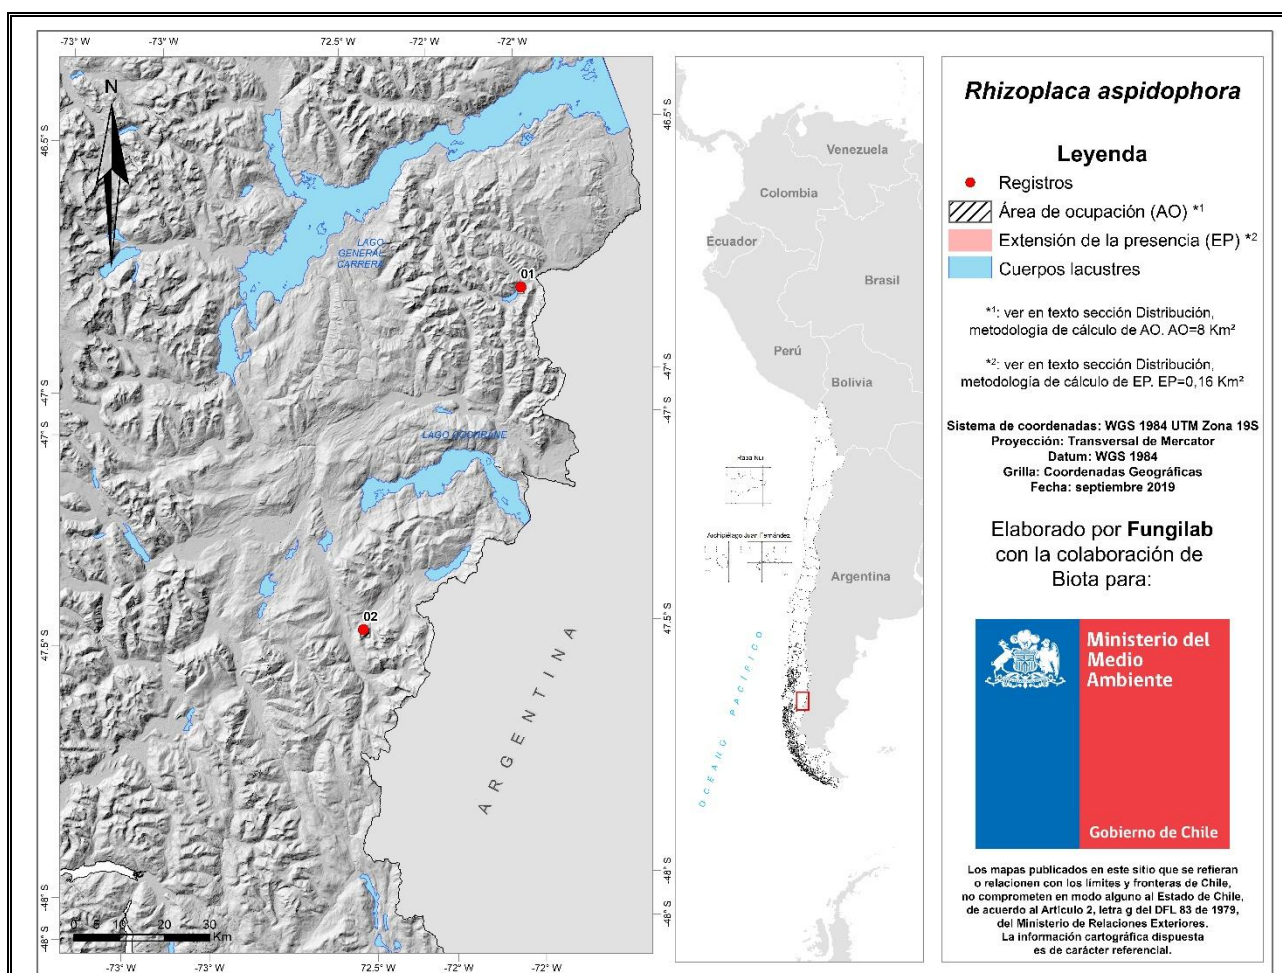 -73° W
-73° W
-72.5° W
-72° W
N
46.5° S
46.5° S
LAGO
GENERAL
CARRERA
01
-47° S
-47° S
-47° S
-47° S
LAGO COCHRANE
02
47.5° S
47.5° S
ARGENTINA
-48° S
-48° S
-48° S
-48° S
0 5 10 20 30
Km
-73° W
-73° W
-72.5° W
-72° W
-72° W
Venezuela
Colombia
Ecuador
Brasil
Perú
Bolivia
Rapa Nui
Archipiélago Juan Fernández
Argentina
OCEANO PACIFICO
Rhizoplaca aspidophora
Leyenda
Registros
Área de ocupación (AO) *1
Extensión de la presencia (EP) *2
Cuerpos lacustres
*1: ver en texto sección Distribución,
metodología de cálculo de AO. AO=8 Km²
*2: ver en texto sección Distribución,
metodología de cálculo de EP. EP=0,16 Km²
Sistema de coordenadas: WGS 1984 UTM Zona 19S
Proyección: Transversal de Mercator
Datum: WGS 1984
Grilla: Coordenadas Geográficas
Fecha: septiembre 2019
Elaborado por Fungilab
con la colaboración de
Biota para:
Ministerio del
Medio
Ambiente
Gobierno de Chile
Los mapas publicados en este sitio que se refieran
o relacionen con los límites y fronteras de Chile,
no comprometen en modo alguno al Estado de Chile,
de acuerdo al Artículo 2, letra g del DFL 83 de 1979,
del Ministerio de Relaciones Exteriores.
La información cartográfica dispuesta
es de carácter referencial.